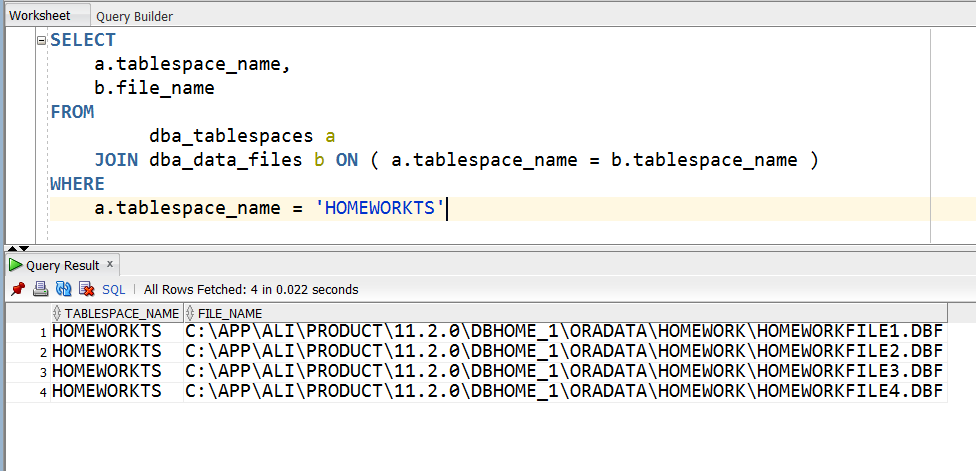 Worksheet Query Builder
SELECT
a.tablespace_name,
b.file_name
FROM
dba_tablespaces a
JOIN dba_data_files b ON ( a.tablespace_name = b.tablespace_name )
WHERE
a.tablespace_name = 'HOMEWORKTS'
Query Result x
SQL | All Rows Fetched: 4 in 0.022 seconds
TABLESPACE_NAME FILE_NAME
1 HOMEWORKTS C:\APP\ALI\PRODUCT\11.2.0\DBHOME_1\ORADATA\HOMEWORK\HOMEWORKFILE1.DBF
2 HOMEWORKTS C:\APP\ALI\PRODUCT\11.2.0\DBHOME_1\ORADATA\HOMEWORK\HOMEWORKFILE2.DBF
3 HOMEWORKTS C:\APP\ALI\PRODUCT\11.2.0\DBHOME_1\ORADATA\HOMEWORK\HOMEWORKFILE3.DBF
4 HOMEWORKTS C:\APP\ALI\PRODUCT\11.2.0\DBHOME_1\ORADATA\HOMEWORK\HOMEWORKFILE4.DBF